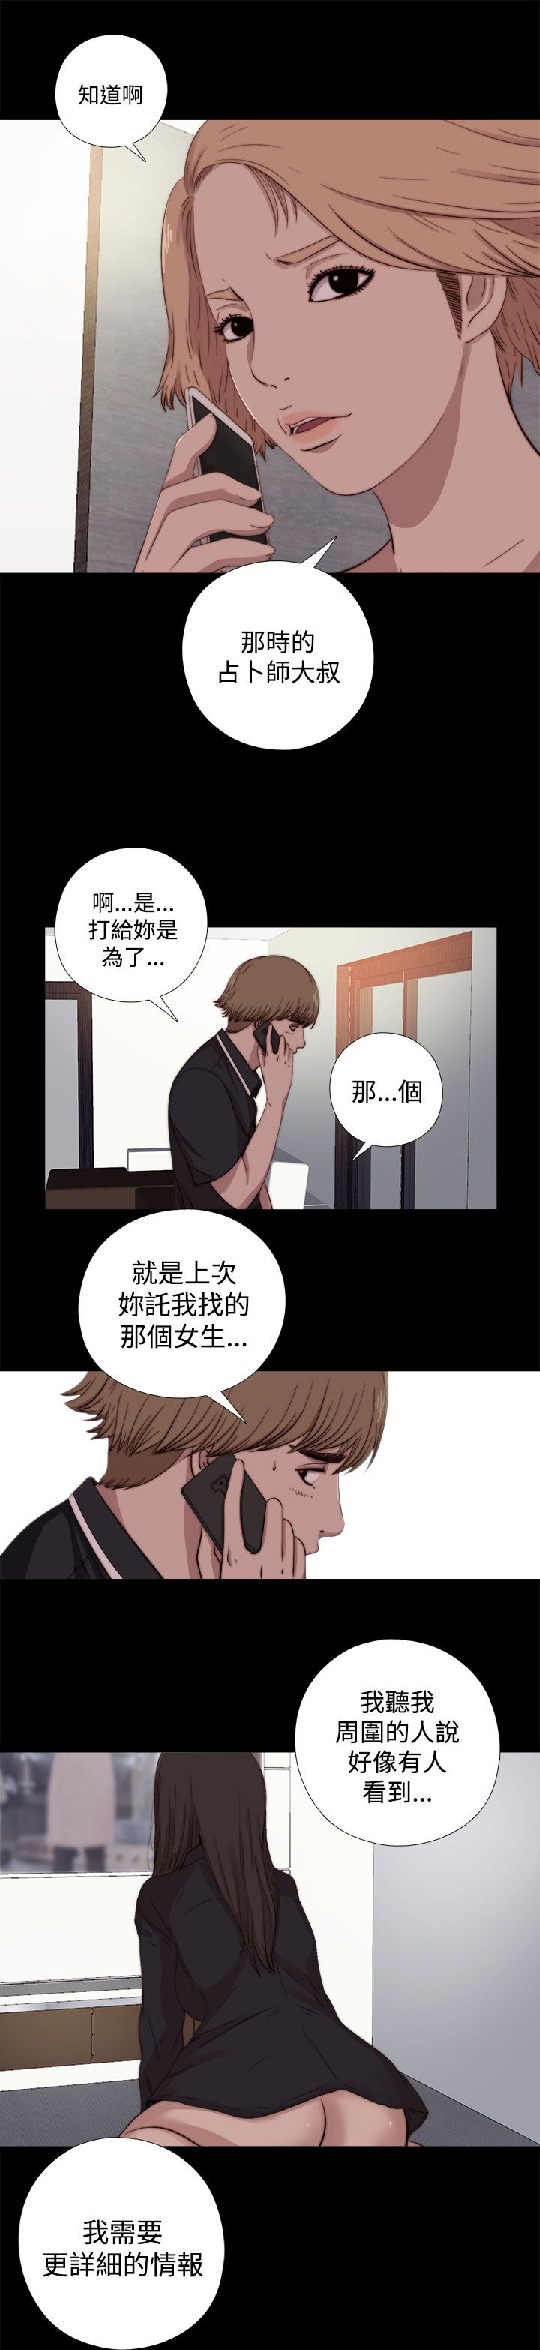 知道啊
那時的
占卜師大叔
啊...是...
打給妳是
為了...
那...個
就是上次
妳託我找的
那個女生...
我聽我
周圍的人說
好像有人
看到...
我需要
更詳細的情報